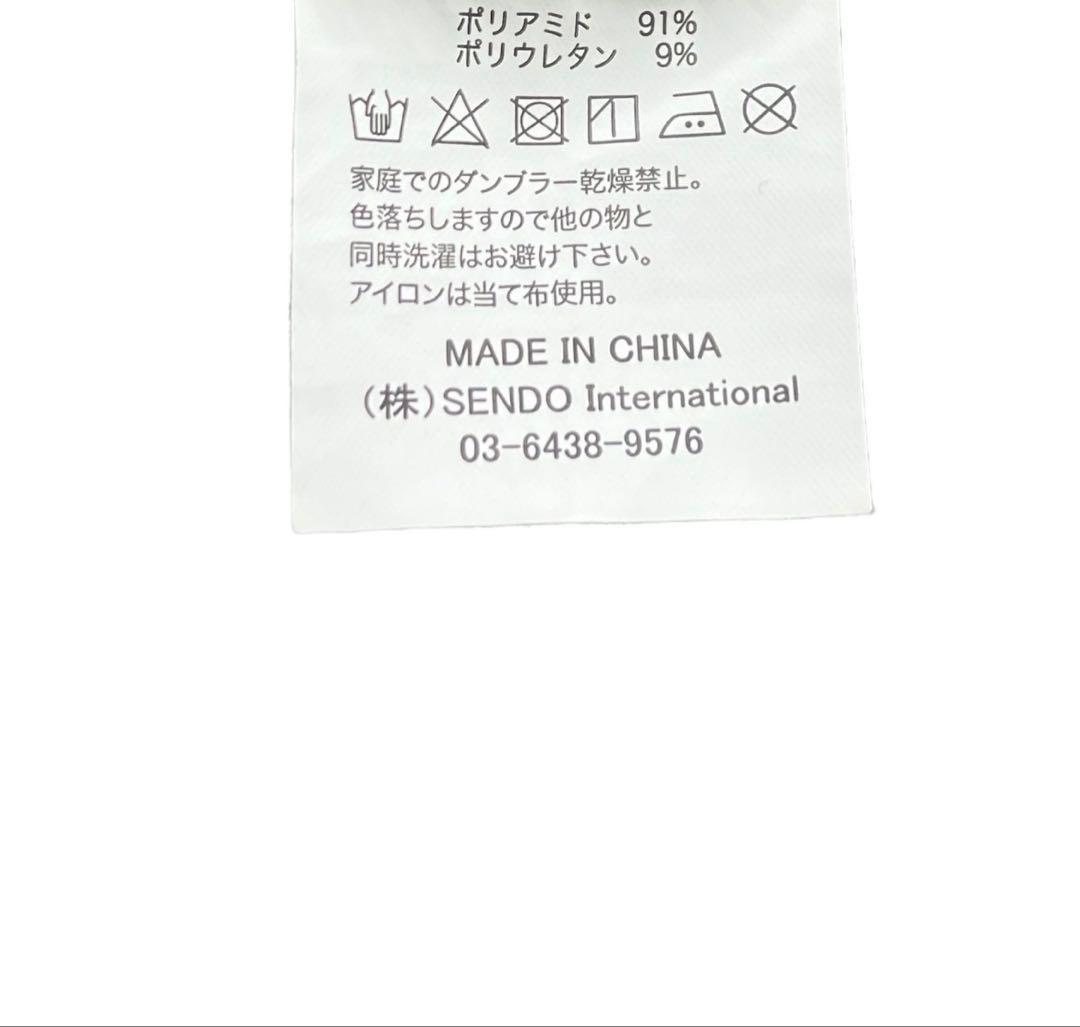 ポリアミド 91%
ポリウレタン 9%
家庭でのダンブラー乾燥禁止。
色落ちしますので他の物と
同時洗濯はお避け下さい。
アイロンは当て布使用。
MADE IN CHINA
(株)SENDO International
03-6438-9576